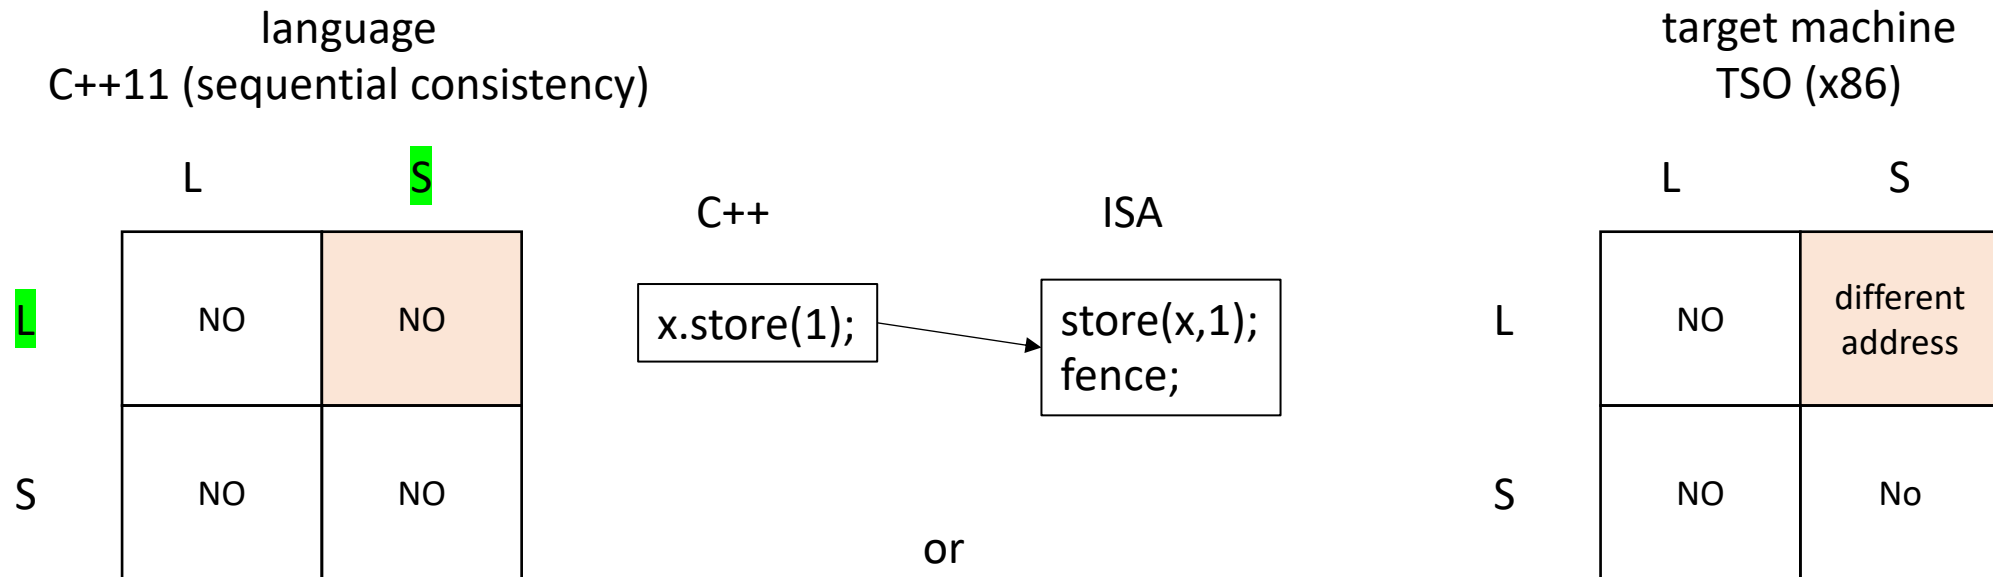 language
C++11 (sequential consistency)
target machine
TSO (x86)
L S
C++ ISA
L S
L NO NO
x.store(1);
store(x,1);
fence;
L NO different
address
S NO NO
or
S NO No